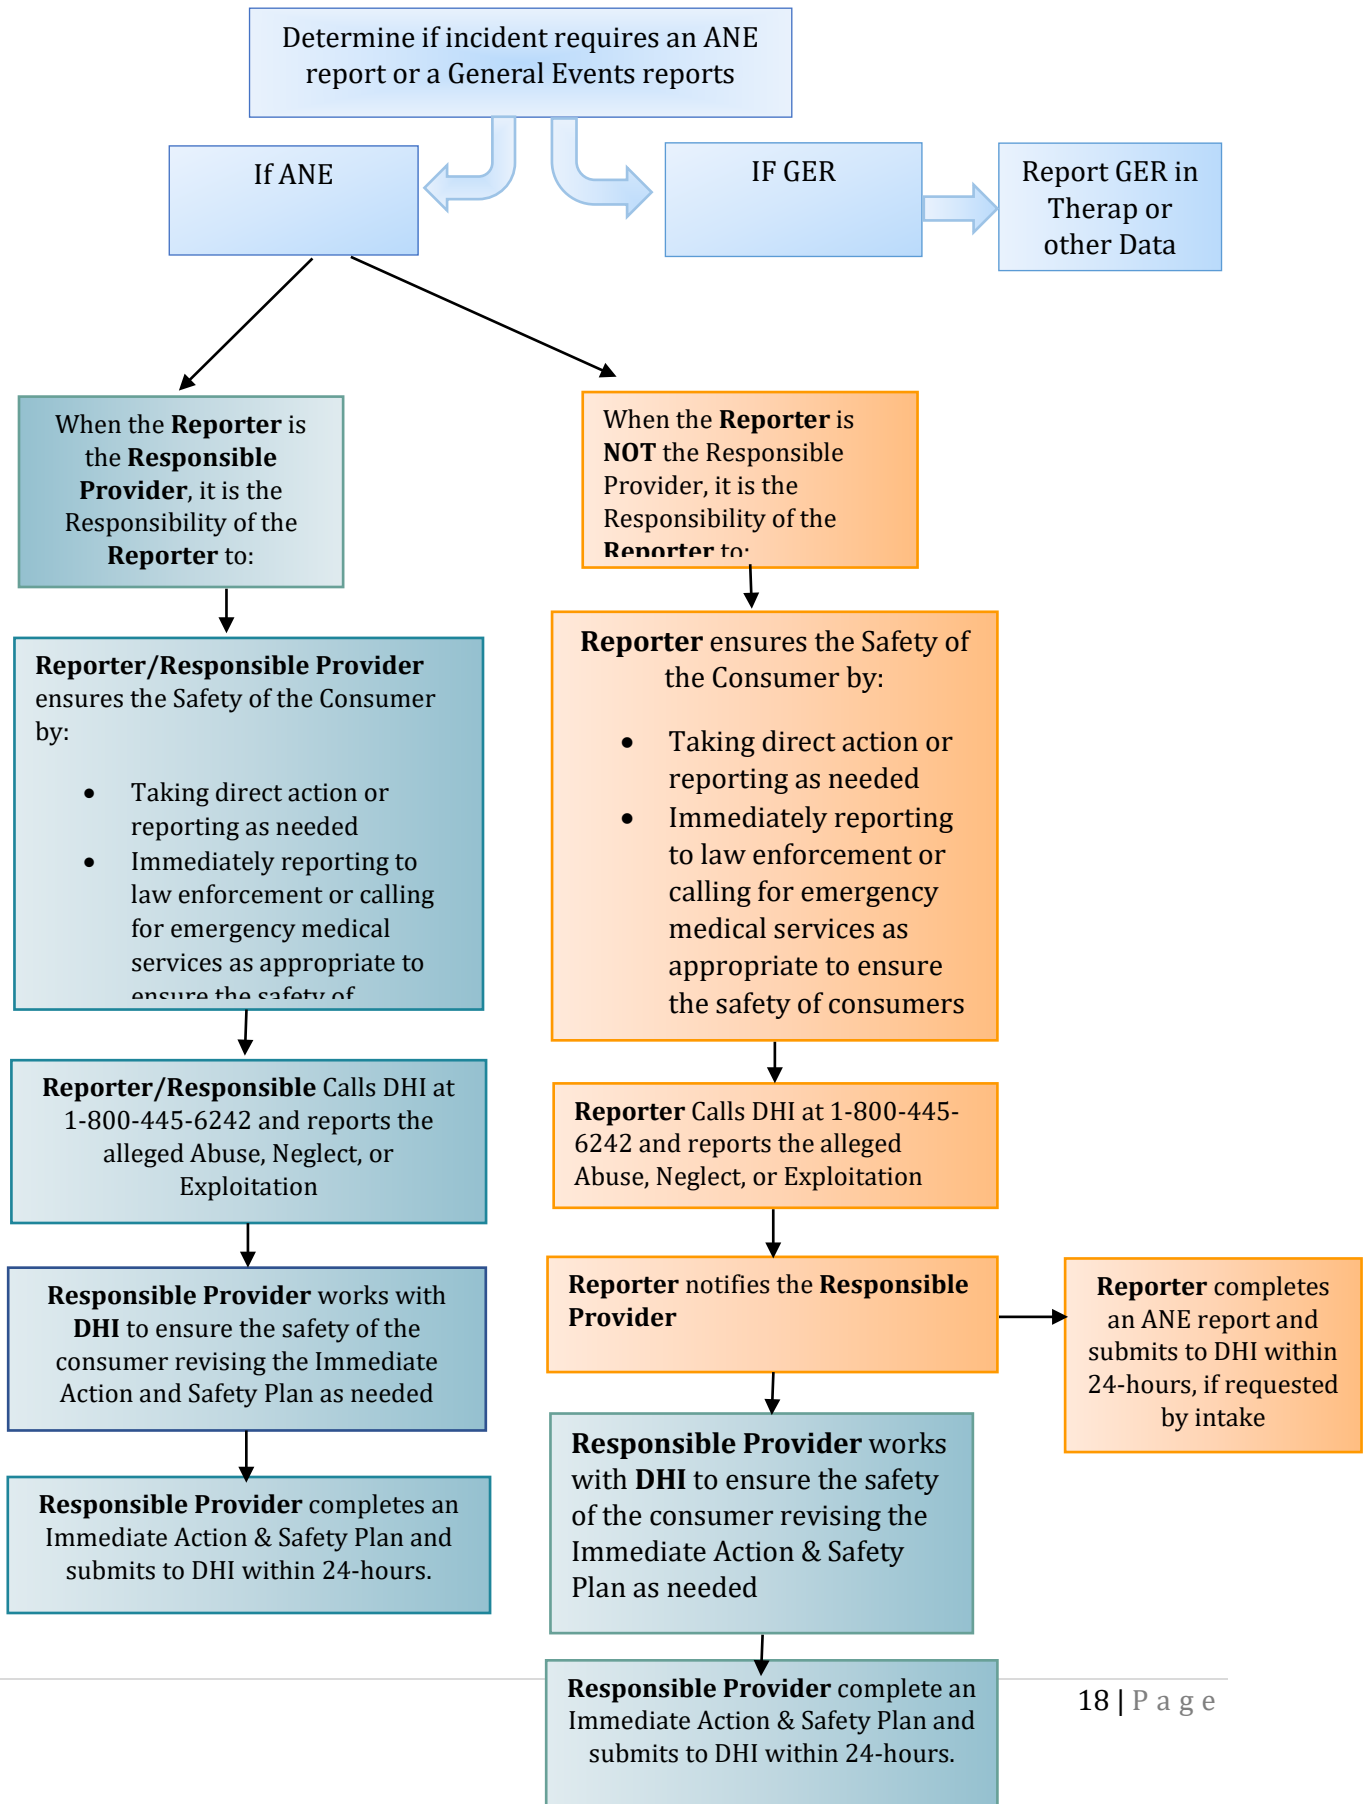 Determine if incident requires an ANE
report or a General Events reports
If ANE
IF GER
Report GER in
Therap or
other Data
When the Reporter is
the Responsible
Provider, it is the
Responsibility of the
Reporter to:
When the Reporter is
NOT the Responsible
Provider, it is the
Responsibility of the
Reporter to:
Reporter/Responsible Provider
ensures the Safety of the Consumer
by:
• Taking direct action or
reporting as needed
• Immediately reporting to
law enforcement or calling
for emergency medical
services as appropriate to
ensure the safety of
Reporter ensures the Safety of
the Consumer by:
• Taking direct action or
reporting as needed
• Immediately reporting
to law enforcement or
calling for emergency
medical services as
appropriate to ensure
the safety of consumers
Reporter/Responsible Calls DHI at
1-800-445-6242 and reports the
alleged Abuse, Neglect, or
Exploitation
Reporter Calls DHI at 1-800-445-
6242 and reports the alleged
Abuse, Neglect, or Exploitation
Responsible Provider works with
DHI to ensure the safety of the
consumer revising the Immediate
Action and Safety Plan as needed
Reporter notifies the Responsible
Provider
Reporter completes
an ANE report and
submits to DHI within
24-hours, if requested
by intake
Responsible Provider completes an
Immediate Action & Safety Plan and
submits to DHI within 24-hours.
Responsible Provider works
with DHI to ensure the safety
of the consumer revising the
Immediate Action & Safety
Plan as needed
Responsible Provider complete an
Immediate Action & Safety Plan and
submits to DHI within 24-hours.
18 | P a g e